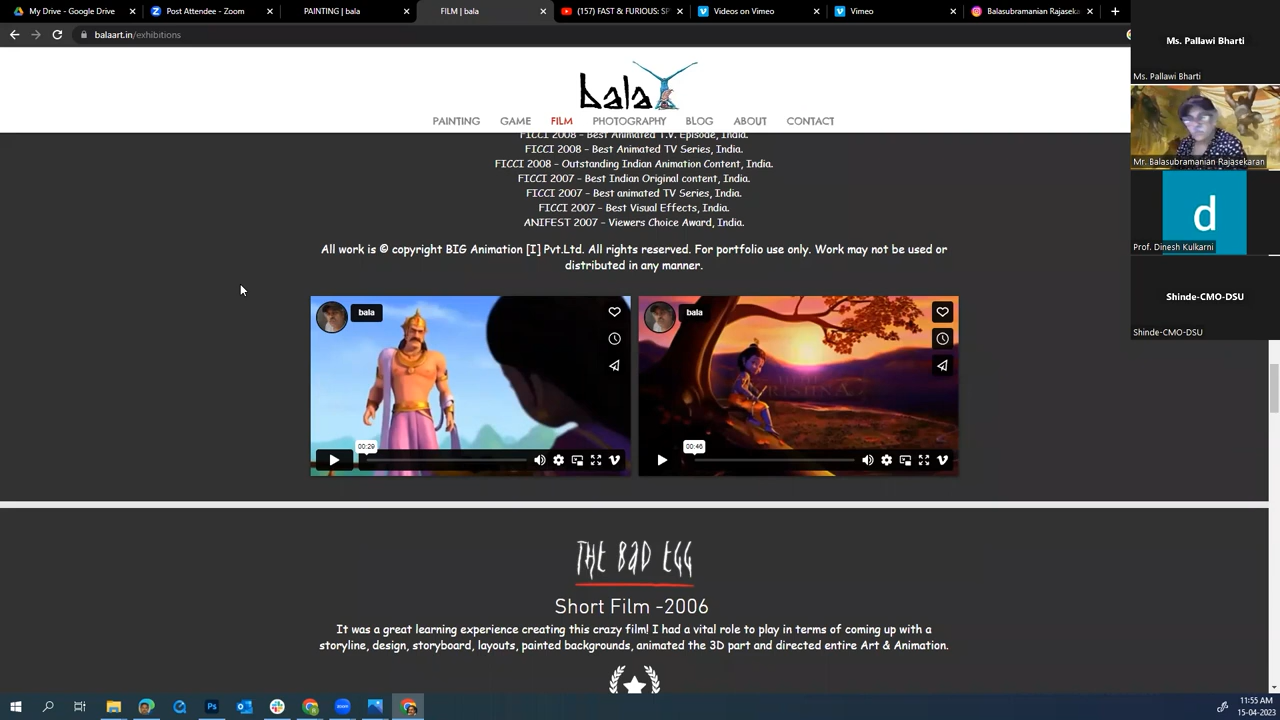 My Drive - Google Drive
Post Attendee - Zoom
PAINTING | bala
FILM | bala
(157) FAST & FURIOUS: SP
Videos on Vimeo
Vimeo
Balasubramanian Rajaseka
balaart.in/exhibitions
bala
PAINTING GAME FILM PHOTOGRAPHY BLOG ABOUT CONTACT
FICCI 2008 - Best Animated T.V. Episode, India.
FICCI 2008 - Best Animated TV Series, India.
FICCI 2008 - Outstanding Indian Animation Content, India.
FICCI 2007 - Best Indian Original content, India.
FICCI 2007 - Best animated TV Series, India.
FICCI 2007 - Best Visual Effects, India.
ANIFEST 2007 - Viewers Choice Award, India.
All work is © copyright BIG Animation [I] Pvt.Ltd. All rights reserved. For portfolio use only. Work may not be used or
distributed in any manner.
bala
00:29
bala
00:46
THE BAD EGG
Short Film -2006
It was a great learning experience creating this crazy film! I had a vital role to play in terms of coming up with a
storyline, design, storyboard, layouts, painted backgrounds, animated the 3D part and directed entire Art & Animation.
Ms. Pallawi Bharti
Ms. Pallawi Bharti
Mr. Balasubramanian Rajasekaran
d
Prof. Dinesh Kulkarni
Shinde-CMO-DSU
Shinde-CMO-DSU
Ps
zoom
11:55 AM
15-04-2023